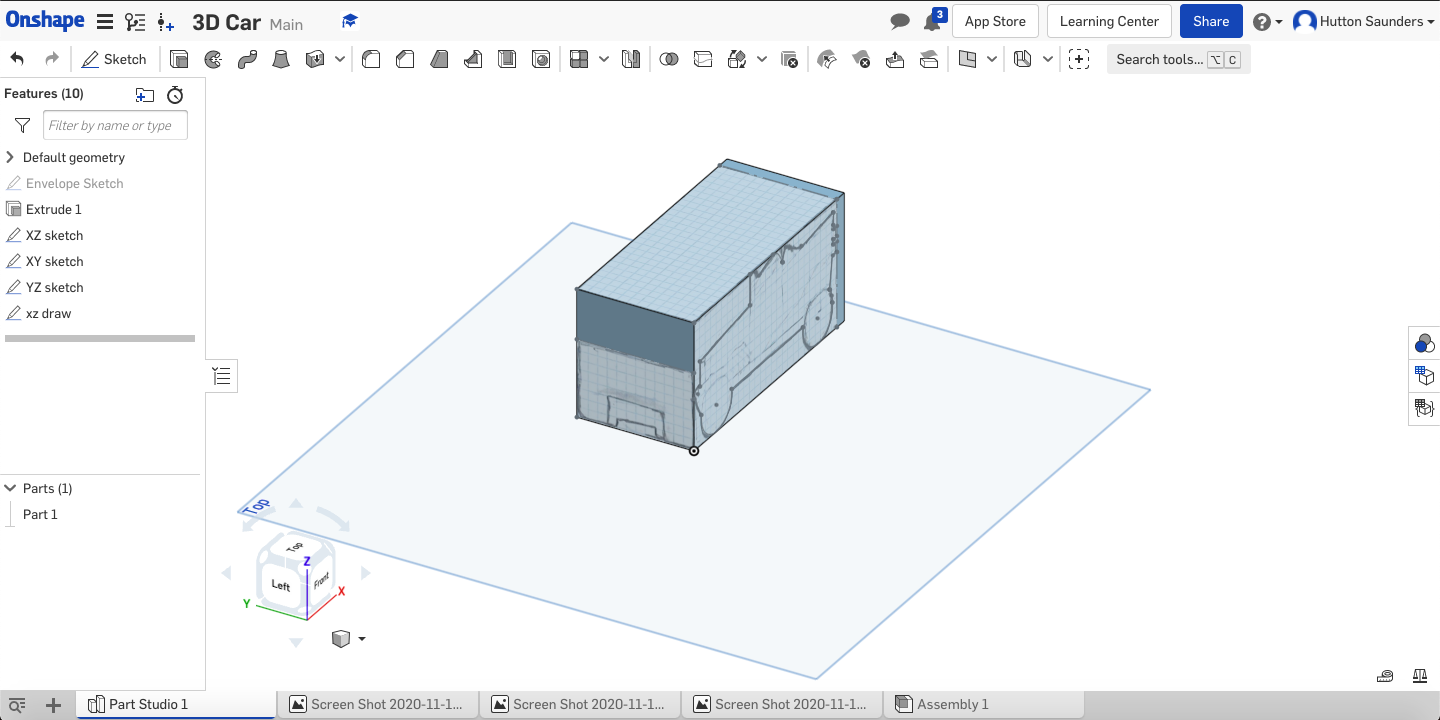 Onshape 3D Car Main 3 App Store Learning Center Share Hutton Saunders
Sketch Search tools... ⌥ C
Features (10)
Filter by name or type
Default geometry
Envelope Sketch
Extrude 1
XZ sketch
XY sketch
YZ sketch
xz draw
Parts (1)
Part 1
Top
Top
Z
Left Front
X
Y
Part Studio 1 Screen Shot 2020-11-1... Screen Shot 2020-11-1... Screen Shot 2020-11-1... Assembly 1